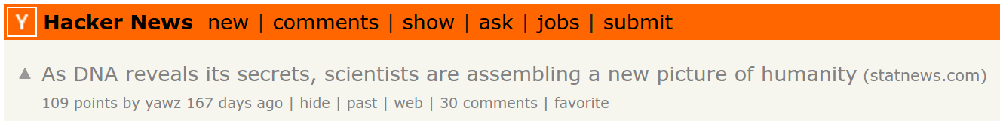 Y Hacker News new | comments | show | ask | jobs | submit
▲ As DNA reveals its secrets, scientists are assembling a new picture of humanity (statnews.com)
109 points by yawz 167 days ago | hide | past | web | 30 comments | favorite